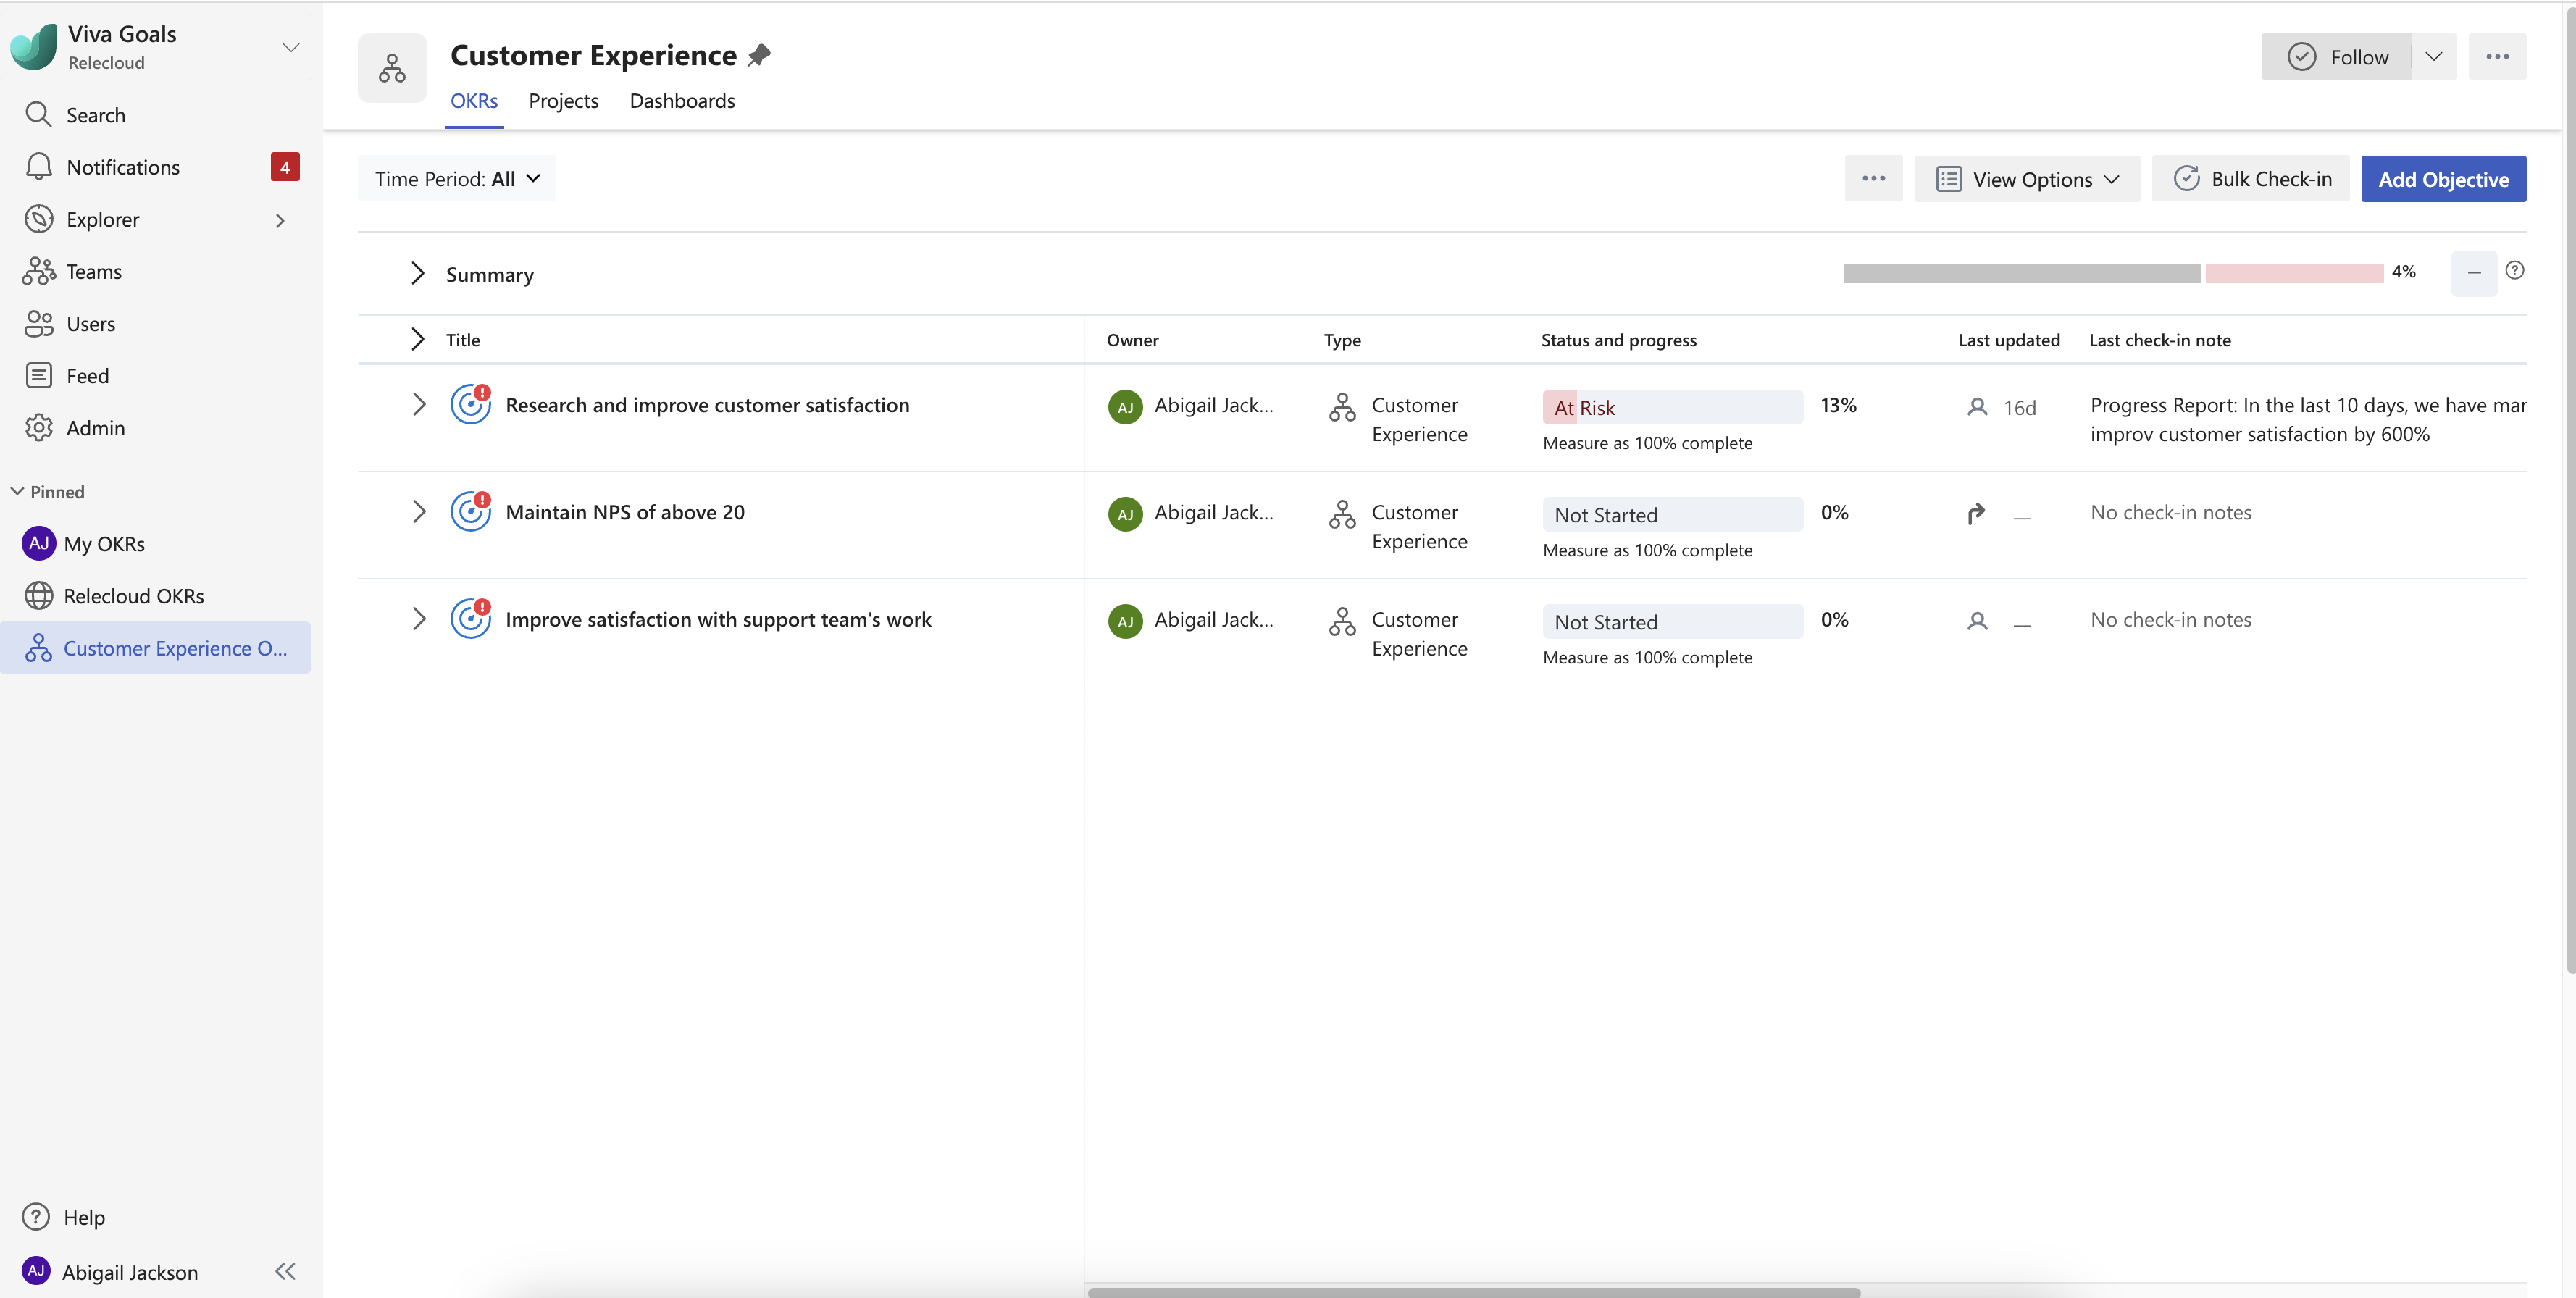 Viva Goals
Relecloud
Search
Notifications 4
Explorer
Teams
Users
Feed
Admin
Pinned
AJ My OKRs
Relecloud OKRs
Customer Experience O...
Help
AJ Abigail Jackson
Customer Experience
Follow
OKRs Projects Dashboards
Time Period: All
View Options Bulk Check-in Add Objective
Summary 4% —
Title Owner Type Status and progress Last updated Last check-in note
Research and improve customer satisfaction
AJ Abigail Jack...
Customer
Experience
At Risk 13%
Measure as 100% complete
16d
Progress Report: In the last 10 days, we have mar
improv customer satisfaction by 600%
Maintain NPS of above 20
AJ Abigail Jack...
Customer
Experience
Not Started 0%
Measure as 100% complete
—
No check-in notes
Improve satisfaction with support team's work
AJ Abigail Jack...
Customer
Experience
Not Started 0%
Measure as 100% complete
—
No check-in notes